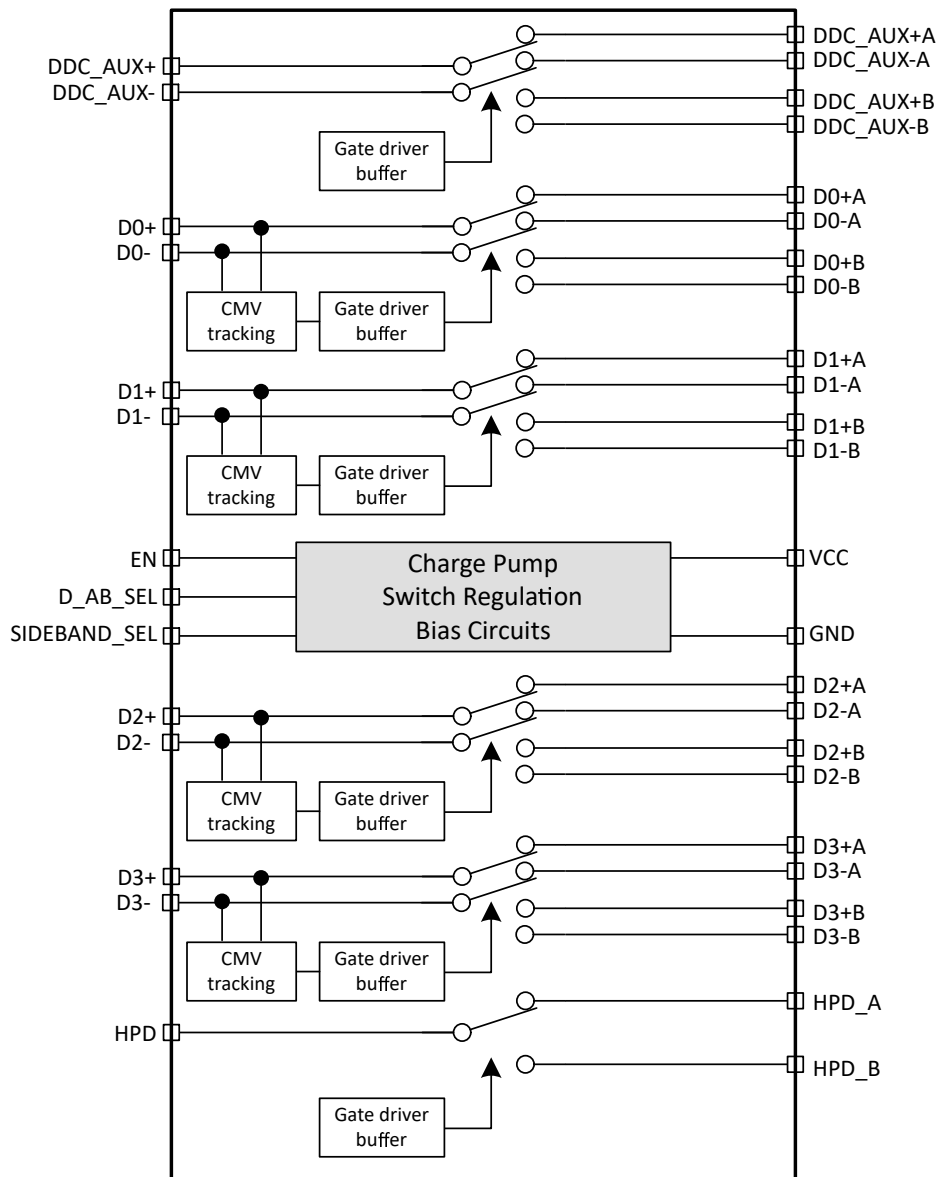 DDC_AUX+A
DDC_AUX+
DDC_AUX-A
DDC_AUX-
DDC_AUX+B
DDC_AUX-B
Gate driver
buffer
D0+A
D0+
D0-A
D0-
D0+B
D0-B
CMV
tracking
Gate driver
buffer
D1+A
D1+
D1-A
D1-
D1+B
D1-B
CMV
tracking
Gate driver
buffer
EN
D_AB_SEL
SIDEBAND_SEL
Charge Pump
Switch Regulation
Bias Circuits
VCC
GND
D2+A
D2+
D2-A
D2-
D2+B
D2-B
CMV
tracking
Gate driver
buffer
D3+A
D3+
D3-A
D3-
D3+B
D3-B
CMV
tracking
Gate driver
buffer
HPD_A
HPD
HPD_B
Gate driver
buffer